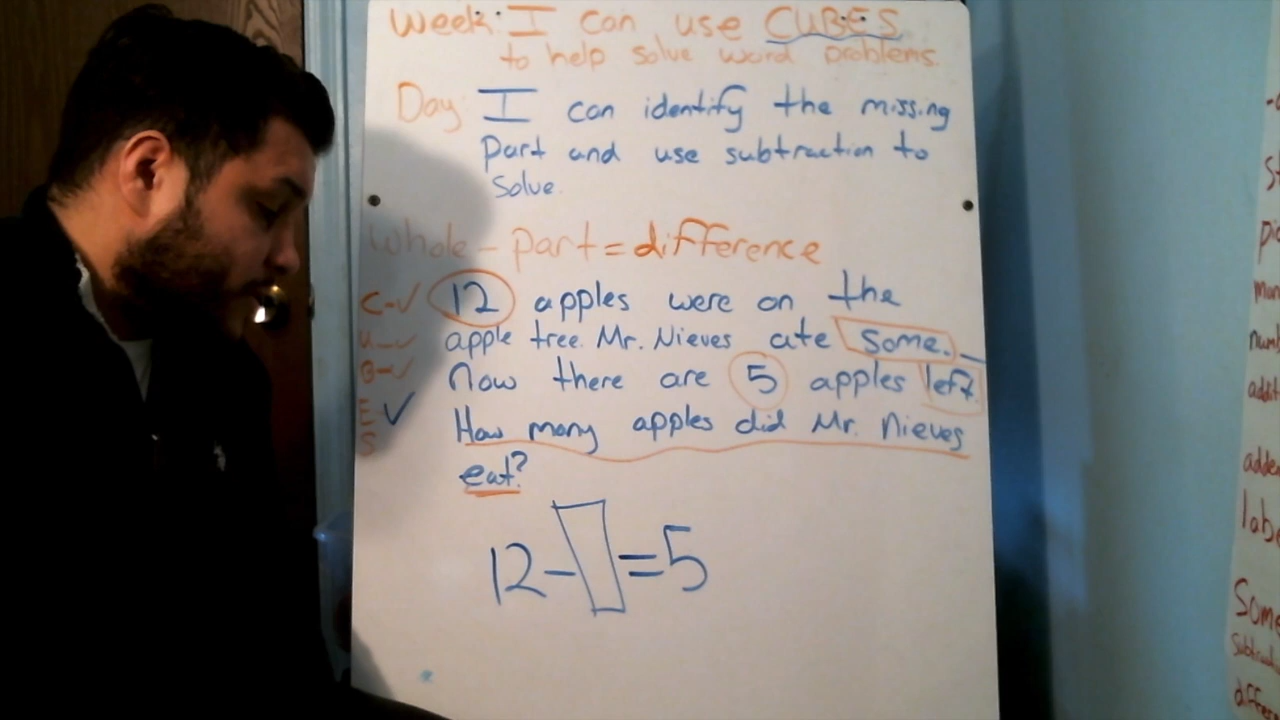 Week: I can use CUBES
to help solve word problems.
Day: I can identify the missing
part and use subtraction to
solve.
Whole - part = difference
C-✓ 12 apples were on the
U-✓ apple tree. Mr. Nieves ate some.
B-✓ Now there are 5 apples left.
E ✓ How many apples did Mr. Nieves
S
eat?
12-▯=5
Some